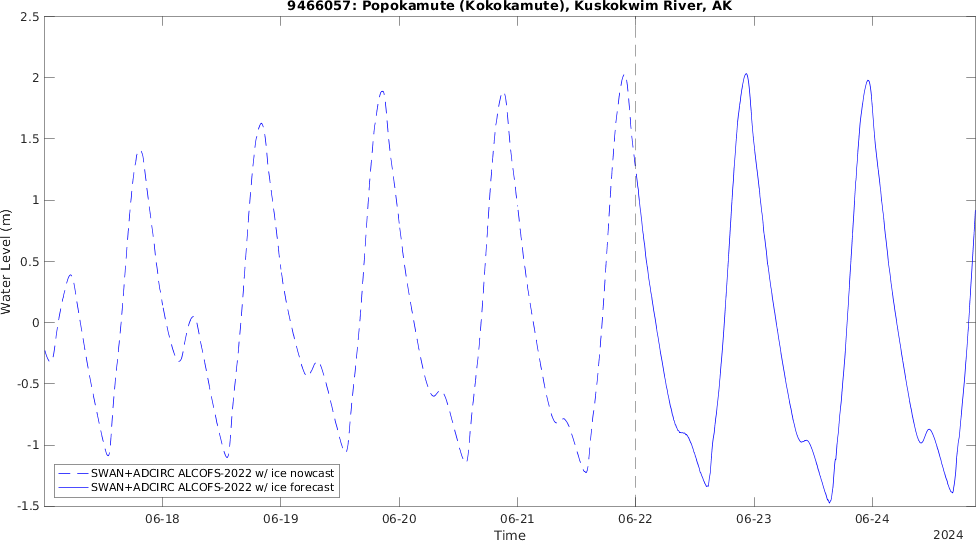 9466057: Popokamute (Kokokamute), Kuskokwim River, AK
2.5
2
1.5
1
0.5
0
-0.5
-1
-1.5
Water Level (m)
SWAN+ADCIRC ALCOFS-2022 w/ ice nowcast
SWAN+ADCIRC ALCOFS-2022 w/ ice forecast
06-18 06-19 06-20 06-21 06-22 06-23 06-24
Time
2024